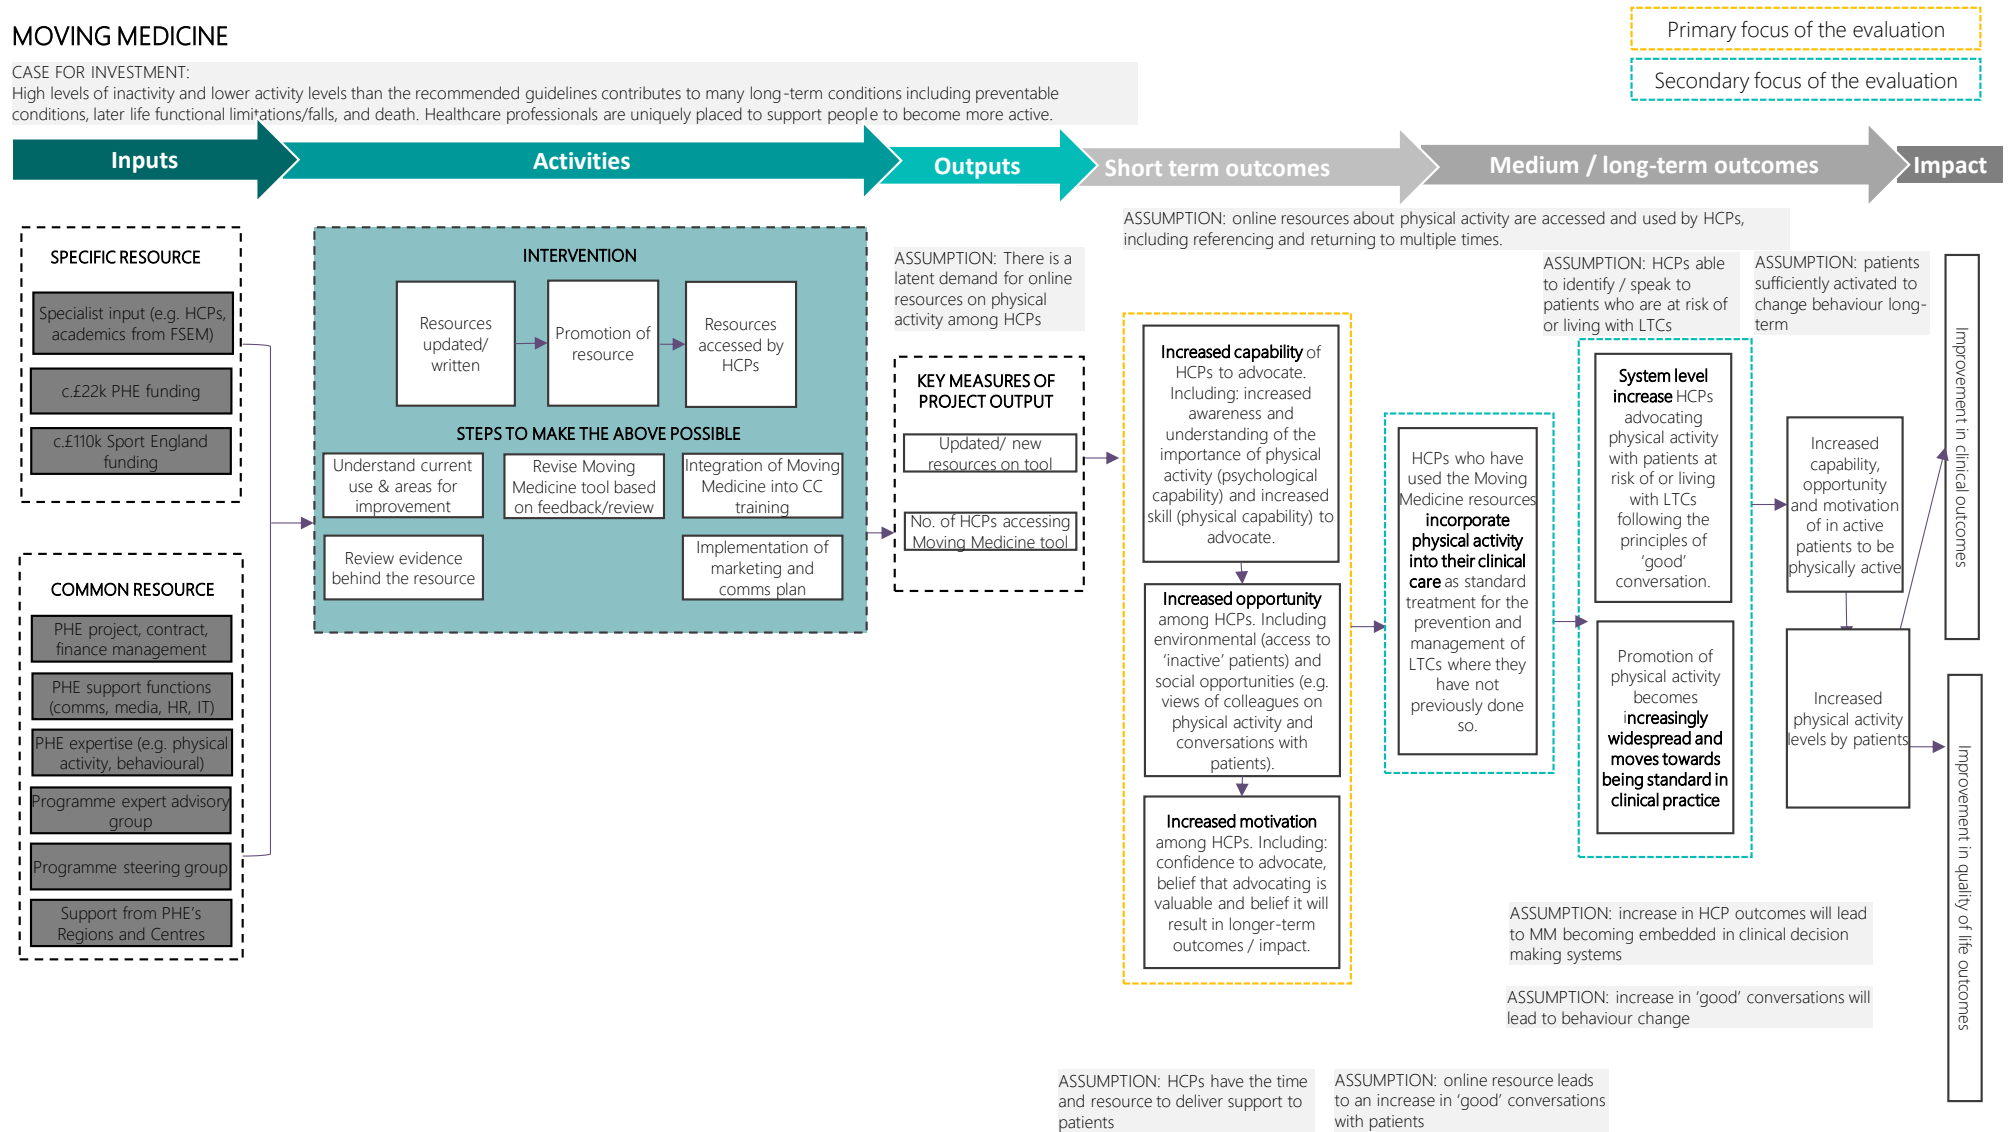 MOVING MEDICINE
Primary focus of the evaluation
Secondary focus of the evaluation
CASE FOR INVESTMENT:
High levels of inactivity and lower activity levels than the recommended guidelines contributes to many long-term conditions including preventable
conditions, later life functional limitations/falls, and death. Healthcare professionals are uniquely placed to support people to become more active.
Inputs
Activities
Outputs
Short term outcomes
Medium / long-term outcomes
Impact
SPECIFIC RESOURCE
Specialist input (e.g. HCPs,
academics from FSEM)
c.£22k PHE funding
c.£110k Sport England
funding
COMMON RESOURCE
PHE project, contract,
finance management
PHE support functions
(comms, media, HR, IT)
PHE expertise (e.g. physical
activity, behavioural)
Programme expert advisory
group
Programme steering group
Support from PHE's
Regions and Centres
INTERVENTION
Resources
updated/
written
Promotion of
resource
Resources
accessed by
HCPs
STEPS TO MAKE THE ABOVE POSSIBLE
Understand current
use & areas for
improvement
Revise Moving
Medicine tool based
on feedback/review
Integration of Moving
Medicine into CC
training
Review evidence
behind the resource
Implementation of
marketing and
comms plan
ASSUMPTION: There is a
latent demand for online
resources on physical
activity among HCPs
KEY MEASURES OF
PROJECT OUTPUT
Updated/ new
resources on tool
No. of HCPs accessing
Moving Medicine tool
ASSUMPTION: online resources about physical activity are accessed and used by HCPs,
including referencing and returning to multiple times.
Increased capability of
HCPs to advocate.
Including: increased
awareness and
understanding of the
importance of physical
activity (psychological
capability) and increased
skill (physical capability) to
advocate.
Increased opportunity
among HCPs. Including
environmental (access to
‘inactive’ patients) and
social opportunities (e.g.
views of colleagues on
physical activity and
conversations with
patients).
Increased motivation
among HCPs. Including:
confidence to advocate,
belief that advocating is
valuable and belief it will
result in longer-term
outcomes / impact.
HCPs who have
used the Moving
Medicine resources
incorporate
physical activity
into their clinical
care as standard
treatment for the
prevention and
management of
LTCs where they
have not
previously done
so.
ASSUMPTION: HCPs able
to identify / speak to
patients who are at risk of
or living with LTCs
ASSUMPTION: patients
sufficiently activated to
change behaviour long-
term
System level
increase HCPs
advocating
physical activity
with patients at
risk of or living
with LTCs
following the
principles of
‘good’
conversation.
Promotion of
physical activity
becomes
increasingly
widespread and
moves towards
being standard in
clinical practice
Increased
capability,
opportunity
and motivation
of in active
patients to be
physically active
Increased
physical activity
levels by patients
Improvement in clinical outcomes
Improvement in quality of life outcomes
ASSUMPTION: increase in HCP outcomes will lead
to MM becoming embedded in clinical decision
making systems
ASSUMPTION: increase in ‘good’ conversations will
lead to behaviour change
ASSUMPTION: HCPs have the time
and resource to deliver support to
patients
ASSUMPTION: online resource leads
to an increase in ‘good’ conversations
with patients